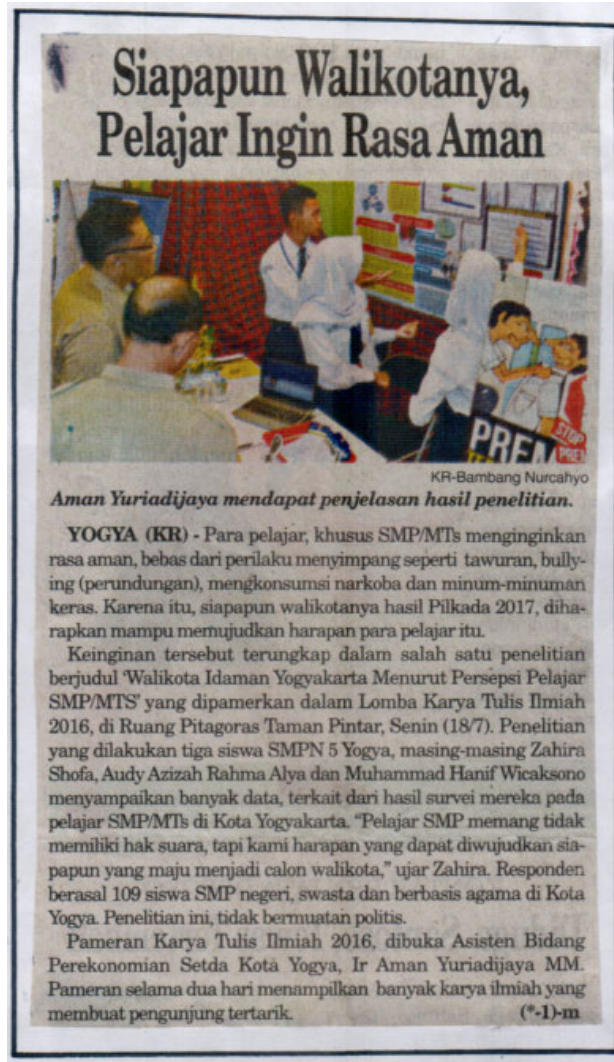 Siapapun Walikotanya,
Pelajar Ingin Rasa Aman
PREM
STOP
PREM
KR-Bambang Nurcahyo
Aman Yuriadijaya mendapat penjelasan hasil penelitian.
YOGYA (KR) - Para pelajar, khusus SMP/MTs menginginkan
rasa aman, bebas dari perilaku menyimpang seperti tawuran, bully-
ing (perundungan), mengkonsumsi narkoba dan minum-minuman
keras. Karena itu, siapapun walikotanya hasil Pilkada 2017, diha-
rapkan mampu memujudkan harapan para pelajar itu.
Keinginan tersebut terungkap dalam salah satu penelitian
berjudul 'Walikota Idaman Yogyakarta Menurut Persepsi Pelajar
SMP/MTS' yang dipamerkan dalam Lomba Karya Tulis Ilmiah
2016, di Ruang Pitagoras Taman Pintar, Senin (18/7). Penelitian
yang dilakukan tiga siswa SMPN 5 Yogya, masing-masing Zahira
Shofa, Audy Azizah Rahma Alya dan Muhammad Hanif Wicaksono
menyampaikan banyak data, terkait dari hasil survei mereka pada
pelajar SMP/MTs di Kota Yogyakarta. "Pelajar SMP memang tidak
memiliki hak suara, tapi kami harapan yang dapat diwujudkan sia-
papun yang maju menjadi calon walikota," ujar Zahira. Responden
berasal 109 siswa SMP negeri, swasta dan berbasis agama di Kota
Yogya. Penelitian ini, tidak bermuatan politis.
Pameran Karya Tulis Ilmiah 2016, dibuka Asisten Bidang
Perekonomian Setda Kota Yogya, Ir Aman Yuriadijaya MM.
Pameran selama dua hari menampilkan banyak karya ilmiah yang
membuat pengunjung tertarik. (*-1)-m